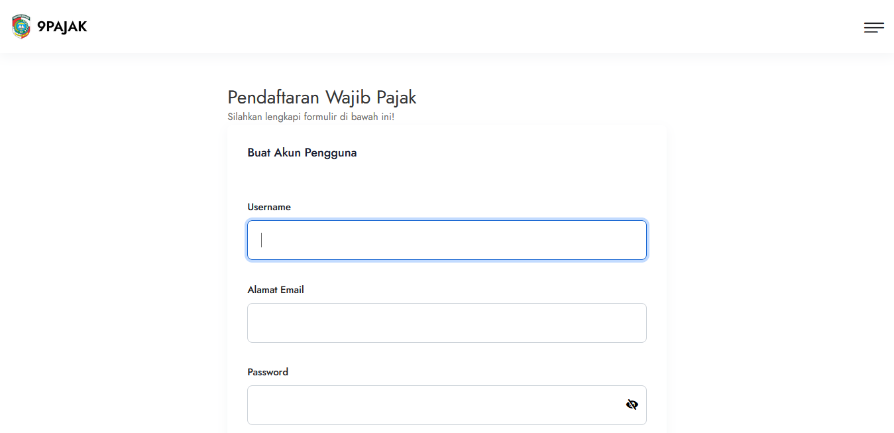 9PAJAK
Pendaftaran Wajib Pajak
Silahkan lengkapi formulir di bawah ini!
Buat Akun Pengguna
Username
Alamat Email
Password